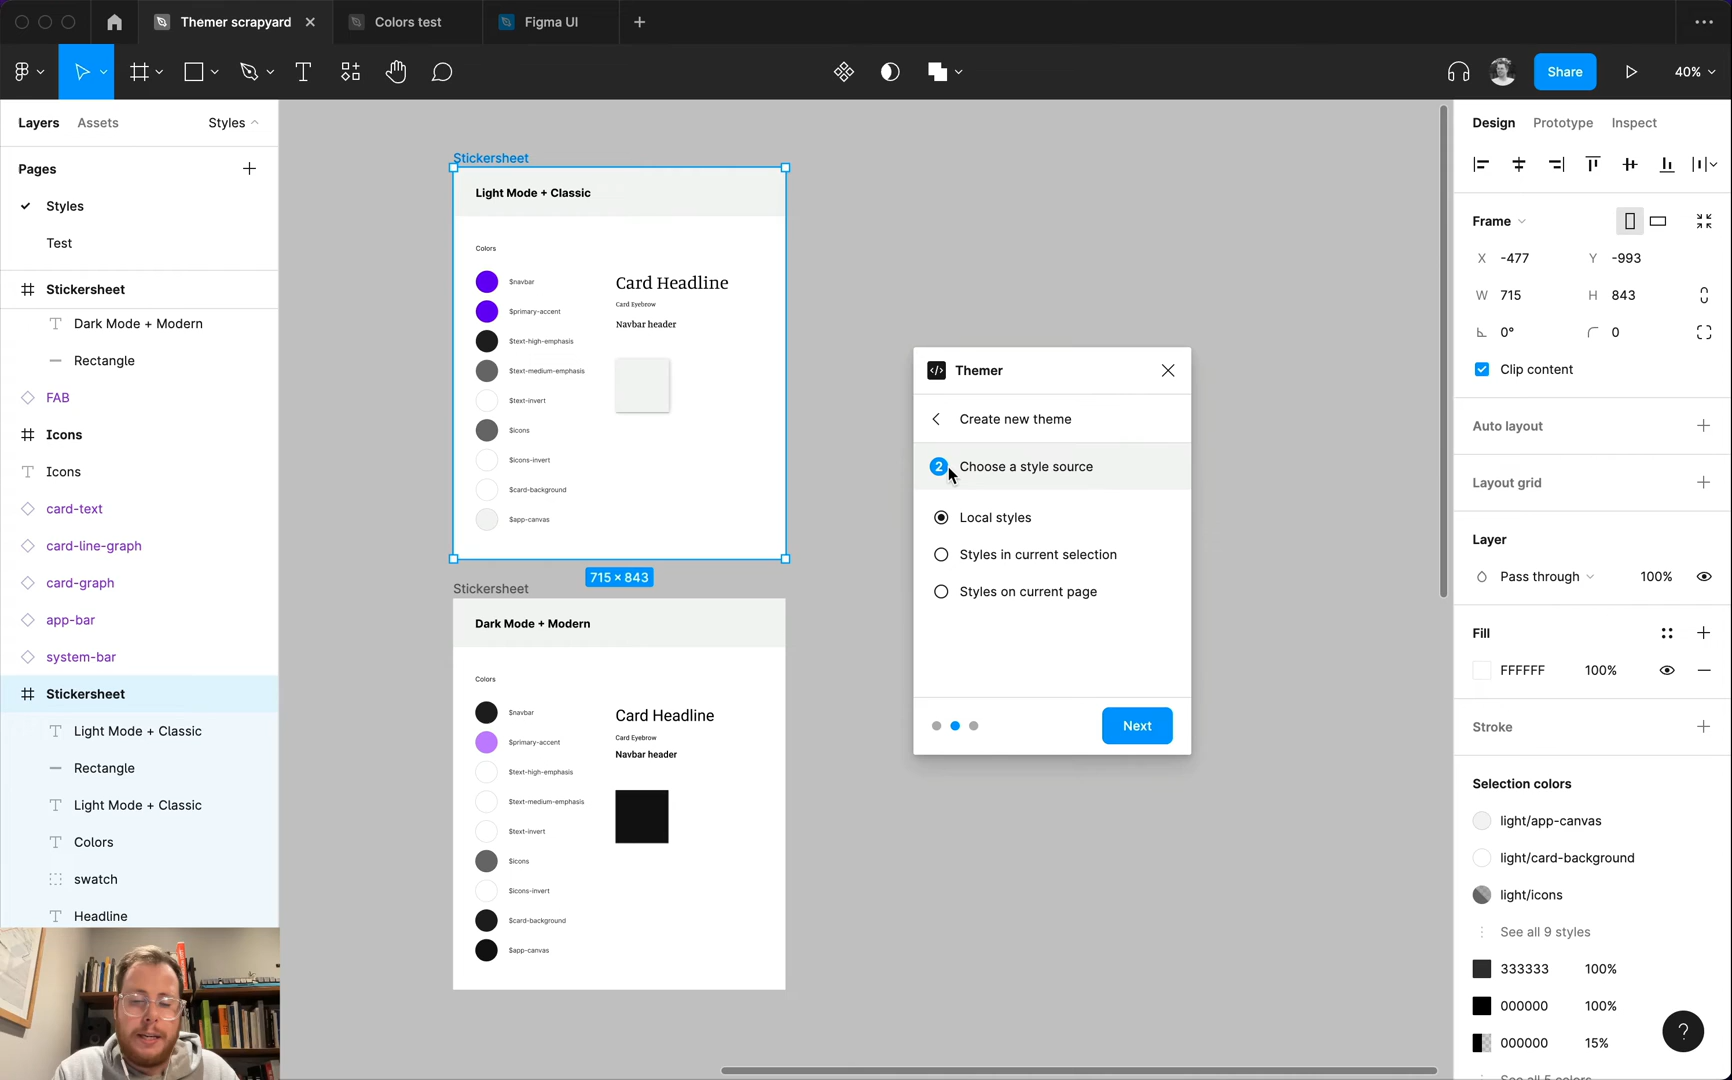 Themer scrapyard
Colors test
Figma UI
Share
40%
Layers
Assets
Styles
Pages
Styles
Test
Stickersheet
Dark Mode + Modern
Rectangle
FAB
Icons
Icons
card-text
card-line-graph
card-graph
app-bar
system-bar
Stickersheet
Light Mode + Classic
Rectangle
Light Mode + Classic
Colors
swatch
Headline
Stickersheet
Light Mode + Classic
Colors
$navbar
$primary-accent
$text-high-emphasis
$text-medium-emphasis
$text-invert
$icons
$icons-invert
$card-background
$app-canvas
Card Headline
Card Eyebrow
Navbar header
715 × 843
Stickersheet
Dark Mode + Modern
Colors
$navbar
$primary-accent
$text-high-emphasis
$text-medium-emphasis
$text-invert
$icons
$icons-invert
$card-background
$app-canvas
Card Headline
Card Eyebrow
Navbar header
Themer
Create new theme
2 Choose a style source
Local styles
Styles in current selection
Styles on current page
Next
Design
Prototype
Inspect
Frame
X -477 Y -993
W 715 H 843
0° 0
Clip content
Auto layout
Layout grid
Layer
Pass through 100%
Fill
FFFFFF 100%
Stroke
Selection colors
light/app-canvas
light/card-background
light/icons
See all 9 styles
333333 100%
000000 100%
000000 15%
See all 5 colors
?